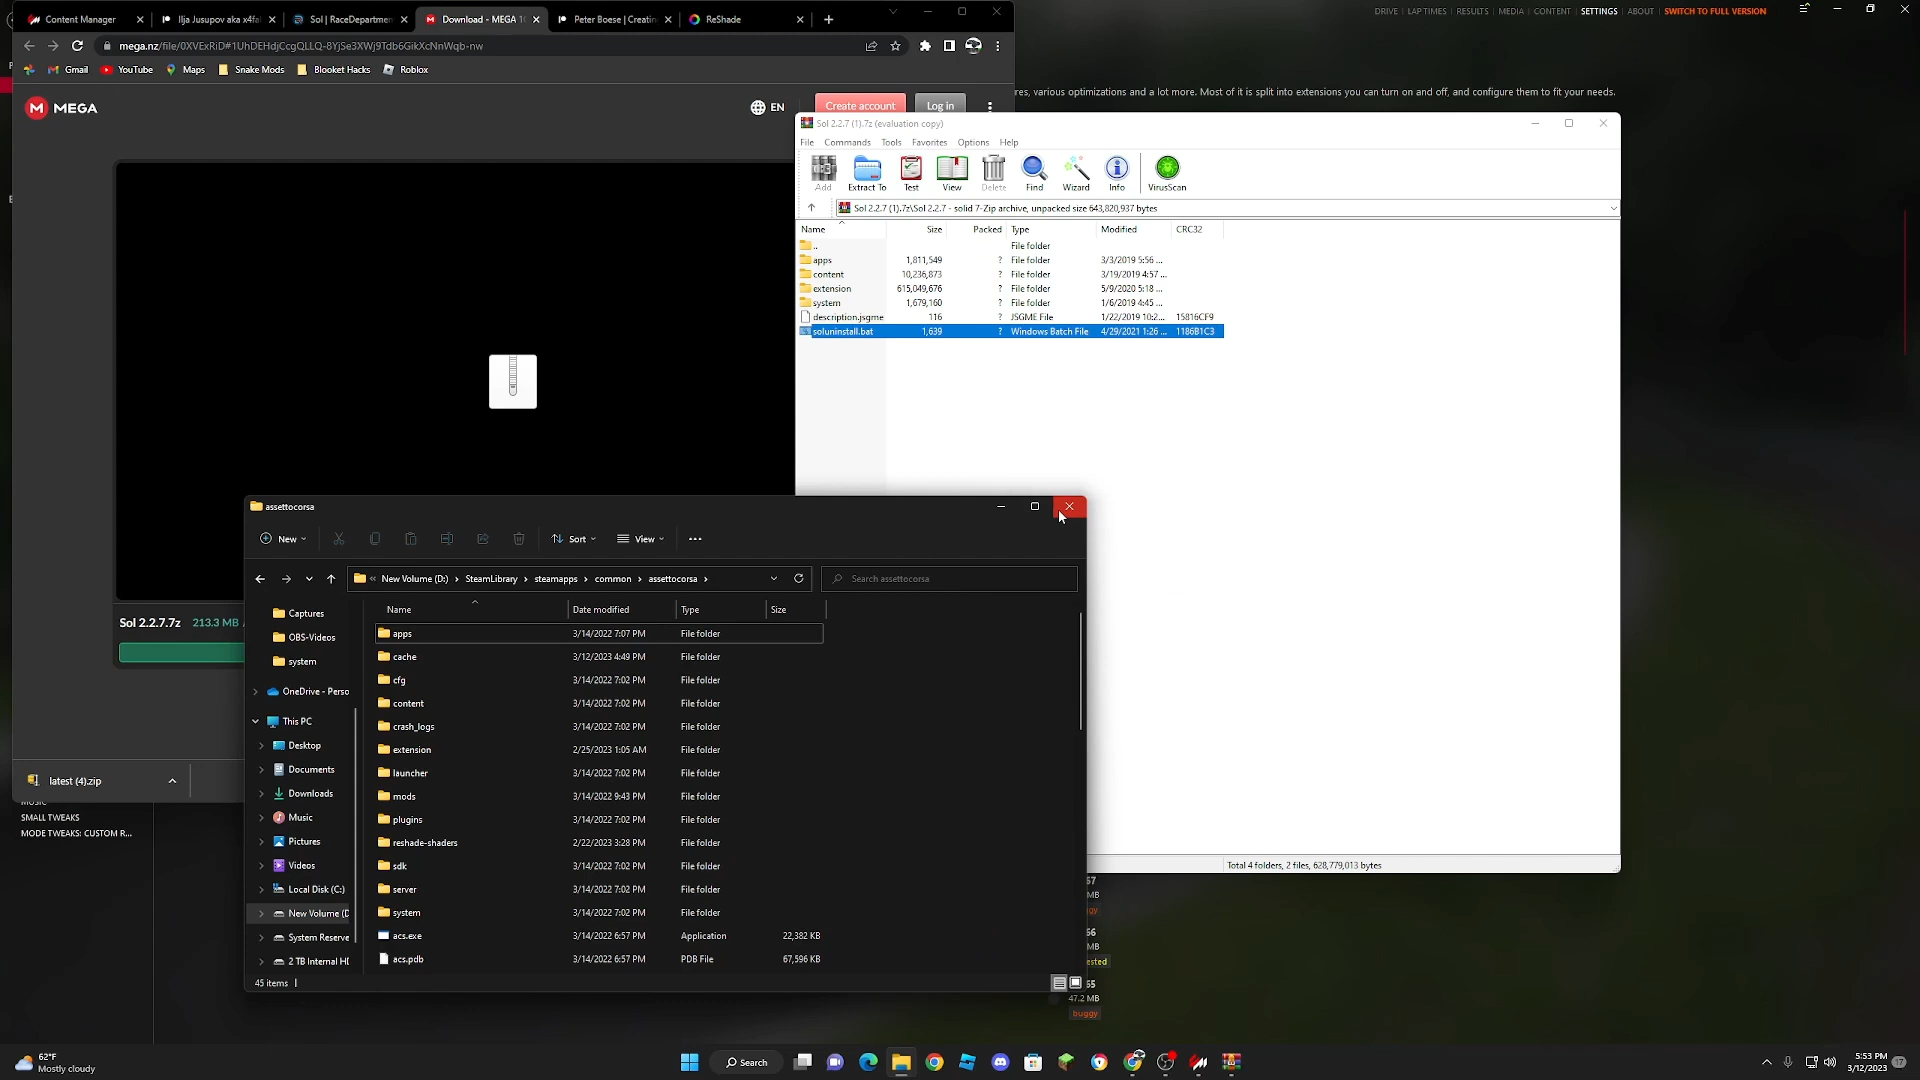 Content Manager
Ilja Jusupov aka x4fa
Sol | RaceDepartmen
Download - MEGA 10
Peter Boese | Creatin
ReShade
DRIVE | LAP TIMES | RESULTS | MEDIA | CONTENT | SETTINGS | ABOUT | SWITCH TO FULL VERSION
mega.nz/file/0XVExRiD#1UhDEHdjCcgQLLQ-8YjSe3XWj9Tdb6GikXcNnWqb-nw
Gmail YouTube Maps Snake Mods Blooket Hacks Roblox
res, various optimizations and a lot more. Most of it is split into extensions you can turn on and off, and configure them to fit your needs.
M MEGA
EN
Create account
Log in
Sol 2.2.7 (1).7z (evaluation copy)
File Commands Tools Favorites Options Help
Add Extract To Test View Delete Find Wizard Info VirusScan
Sol 2.2.7 (1).7z\Sol 2.2.7 - solid 7-Zip archive, unpacked size 643,820,937 bytes
Name Size Packed Type Modified CRC32
.. File folder
apps 1,811,549 ? File folder 3/3/2019 5:56 ...
content 10,236,873 ? File folder 3/19/2019 4:57 ...
extension 615,049,676 ? File folder 5/9/2020 5:18 ...
system 1,679,160 ? File folder 1/6/2019 4:45 ...
description.jsgme 116 ? JSGME File 1/22/2019 10:2... 15816CF9
soluninstall.bat 1,639 ? Windows Batch File 4/29/2021 1:26 ... 1186B1C3
Total 4 folders, 2 files, 628,779,013 bytes
Sol 2.2.7.7z 213.3 MB
latest (4).zip
SMALL TWEAKS
MODE TWEAKS: CUSTOM R...
assettocorsa
New Sort View
« New Volume (D:) > SteamLibrary > steamapps > common > assettocorsa >
Search assettocorsa
Captures
OBS-Videos
system
OneDrive - Perso
This PC
Desktop
Documents
Downloads
Music
Pictures
Videos
Local Disk (C:)
New Volume (D
System Reserve
2 TB Internal HI
Name Date modified Type Size
apps 3/14/2022 7:07 PM File folder
cache 3/12/2023 4:49 PM File folder
cfg 3/14/2022 7:02 PM File folder
content 3/14/2022 7:02 PM File folder
crash_logs 3/14/2022 7:02 PM File folder
extension 2/25/2023 1:05 AM File folder
launcher 3/14/2022 7:02 PM File folder
mods 3/14/2022 9:43 PM File folder
plugins 3/14/2022 7:02 PM File folder
reshade-shaders 2/22/2023 3:28 PM File folder
sdk 3/14/2022 7:02 PM File folder
server 3/14/2022 7:02 PM File folder
system 3/14/2022 7:02 PM File folder
acs.exe 3/14/2022 6:57 PM Application 22,382 KB
acs.pdb 3/14/2022 6:57 PM PDB File 67,596 KB
45 items
67
MB
gy
66
MB
ested
65
47.2 MB
buggy
62°F
Mostly cloudy
Search
5:53 PM
3/12/2023
17